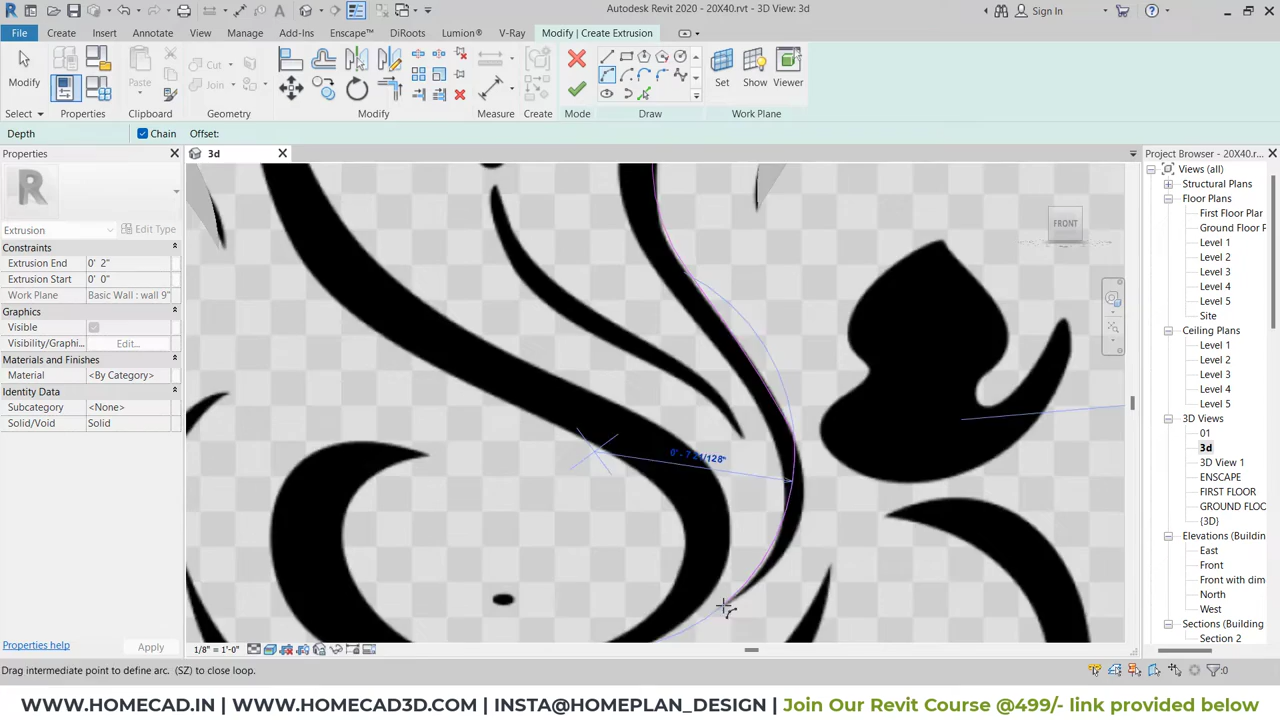 Autodesk Revit 2020 - 20X40.rvt - 3D View: 3d
Sign In
File Create Insert Annotate View Manage Add-Ins Enscape™ DiRoots Lumion® V-Ray Modify | Create Extrusion
Modify
Paste
Cut
Join
Set Show Viewer
Select Properties Clipboard Geometry Modify Measure Create Mode Draw Work Plane
Depth Chain Offset:
Properties
3d
Project Browser - 20X40.r...
Extrusion Edit Type
Constraints
Extrusion End 0' 2"
Extrusion Start 0' 0"
Work Plane Basic Wall : wall 9"
Graphics
Visible
Visibility/Graphi... Edit...
Materials and Finishes
Material <By Category>
Identity Data
Subcategory <None>
Solid/Void Solid
FRONT
Views (all)
Structural Plans
Floor Plans
First Floor Plar
Ground Floor F
Level 1
Level 2
Level 3
Level 4
Level 5
Site
Ceiling Plans
Level 1
Level 2
Level 3
Level 4
Level 5
3D Views
01
3d
3D View 1
ENSCAPE
FIRST FLOOR
GROUND FLOO
{3D}
Elevations (Building
East
Front
Front with dim
North
West
Sections (Building
Section 2
Properties help Apply
1/8" = 1'-0"
Drag intermediate point to define arc. (SZ) to close loop.
:0
WWW.HOMECAD.IN | WWW.HOMECAD3D.COM | INSTA@HOMEPLAN_DESIGN | Join Our Revit Course @499/- link provided below